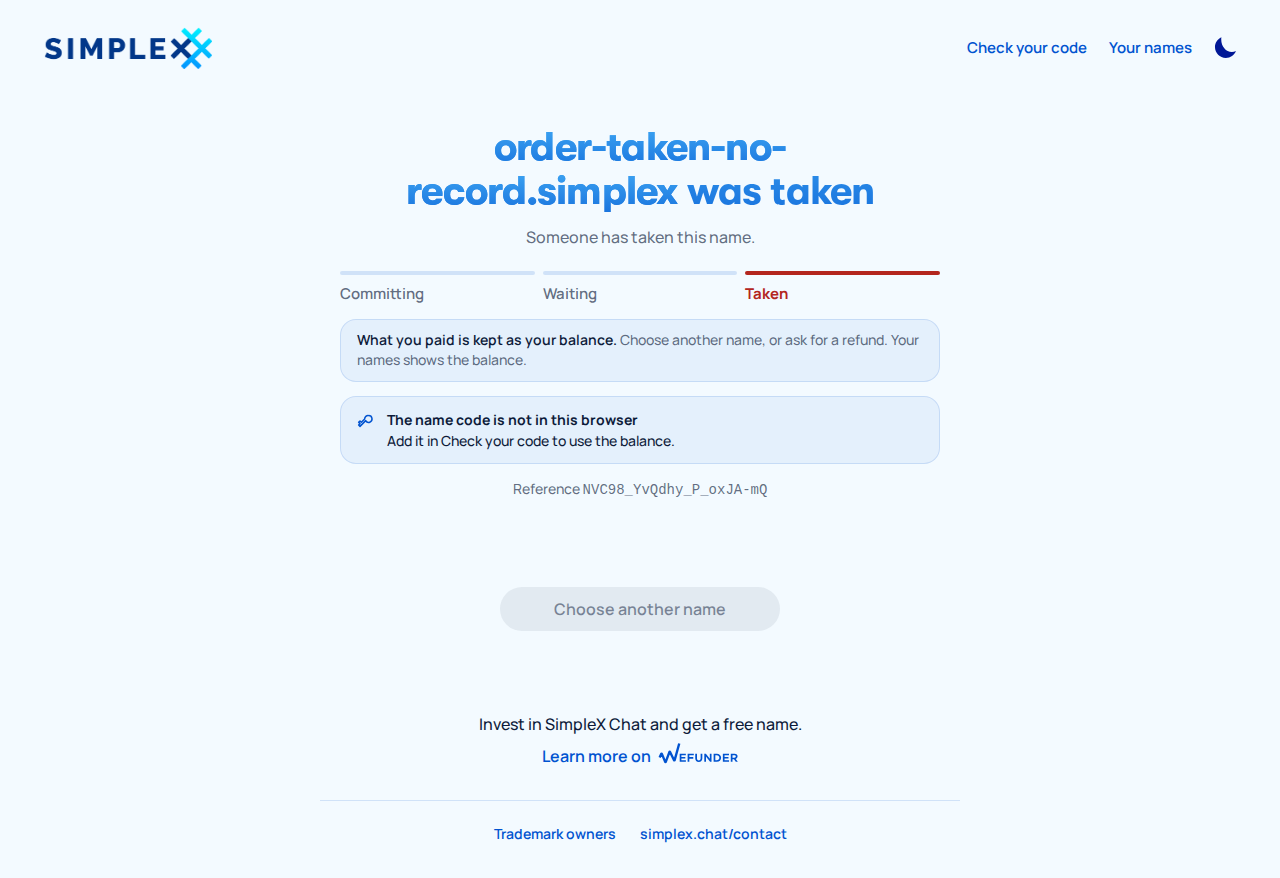 SIMPLEX
Check your code
Your names
order-taken-no-
record.simplex was taken
Someone has taken this name.
Committing
Waiting
Taken
What you paid is kept as your balance. Choose another name, or ask for a refund. Your
names shows the balance.
The name code is not in this browser
Add it in Check your code to use the balance.
Reference NVC98_YvQdhy_P_oxJA-mQ
Choose another name
Invest in SimpleX Chat and get a free name.
Learn more on WEFUNDER
Trademark owners
simplex.chat/contact